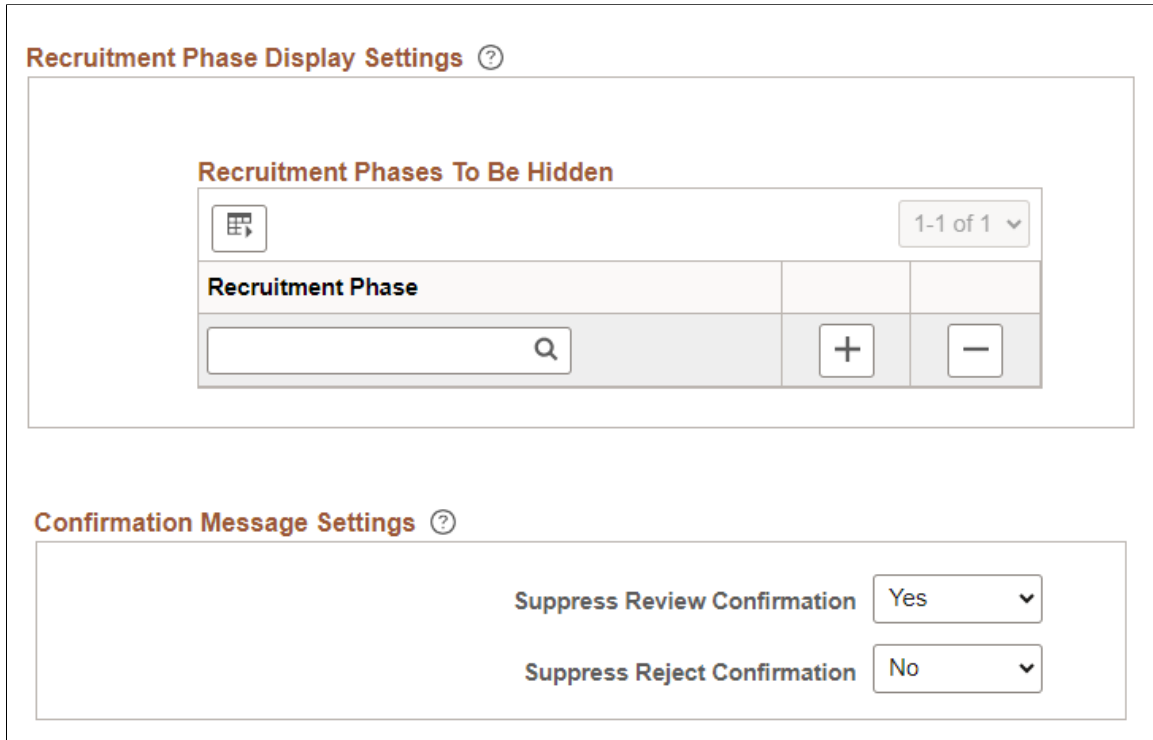 Recruitment Phase Display Settings ?
Recruitment Phases To Be Hidden
1-1 of 1
Recruitment Phase
Confirmation Message Settings ?
Suppress Review Confirmation Yes
Suppress Reject Confirmation No